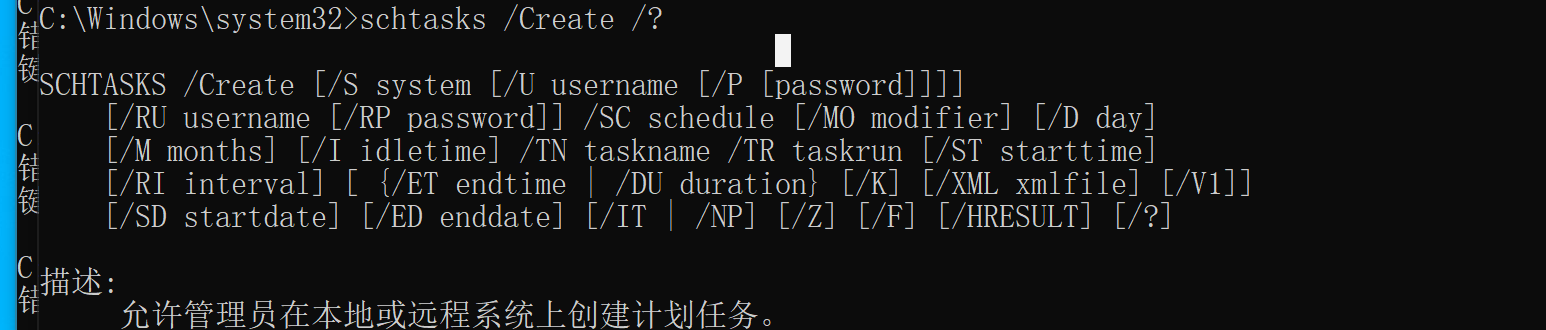 C:\Windows\system32>schtasks /Create /?
SCHTASKS /Create [/S system [/U username [/P [password]]]]
[/RU username [/RP password]] /SC schedule [/MO modifier] [/D day]
[/M months] [/I idletime] /TN taskname /TR taskrun [/ST starttime]
[/RI interval] [ {/ET endtime | /DU duration} [/K] [/XML xmlfile] [/V1]]
[/SD startdate] [/ED enddate] [/IT | /NP] [/Z] [/F] [/HRESULT] [/?]
描述:
允许管理员在本地或远程系统上创建计划任务。